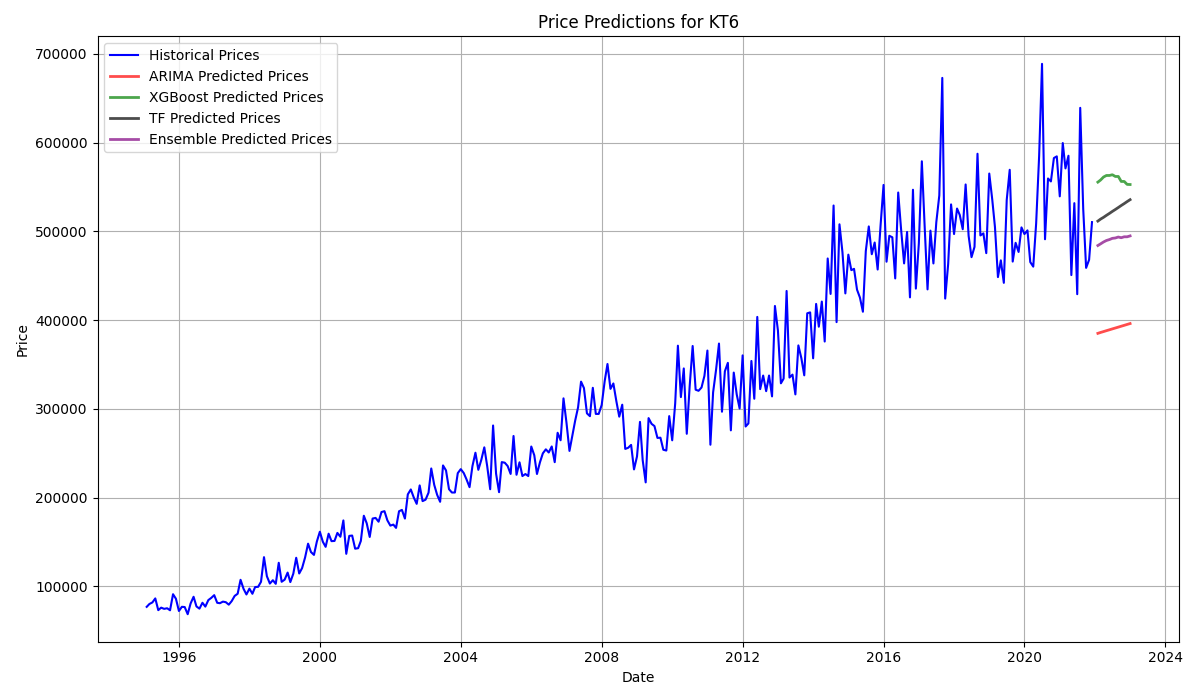 Price Predictions for KT6
Historical Prices
ARIMA Predicted Prices
XGBoost Predicted Prices
TF Predicted Prices
Ensemble Predicted Prices
700000
600000
500000
400000
300000
200000
100000
Price
1996 2000 2004 2008 2012 2016 2020 2024
Date